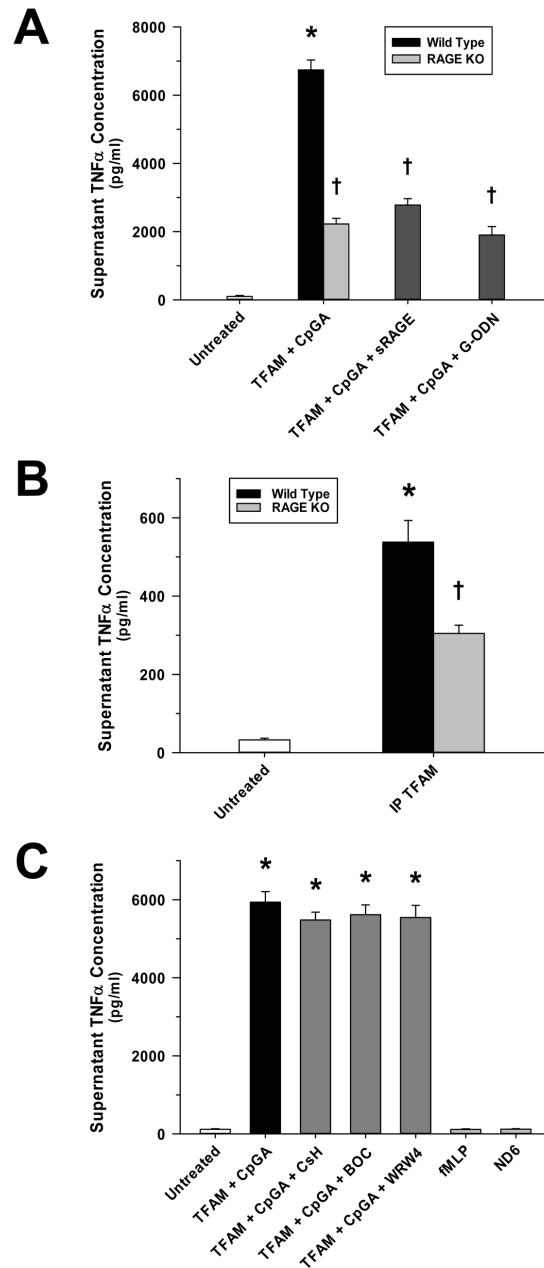 A
Supernatant TNFα Concentration
(pg/ml)
8000
6000
4000
2000
0
*
†
†
†
Wild Type
RAGE KO
Untreated
TFAM + CpGA
TFAM + CpGA + sRAGE
TFAM + CpGA + G-ODN
B
Supernatant TNFα Concentration
(pg/ml)
600
400
200
0
Wild Type
RAGE KO
*
†
Untreated
IP TFAM
C
Supernatant TNFα Concentration
(pg/ml)
6000
4000
2000
0
*
*
*
*
Untreated
TFAM + CpGA
TFAM + CpGA + CsH
TFAM + CpGA + BOC
TFAM + CpGA + WRW4
fMLP
ND6